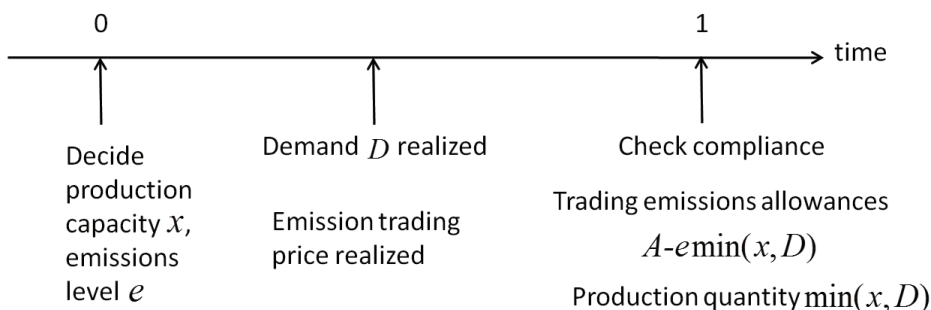 0
1
time
Decide
production
capacity x,
emissions
level e
Demand D realized
Emission trading
price realized
Check compliance
Trading emissions allowances
A-e min(x, D)
Production quantity min(x, D)